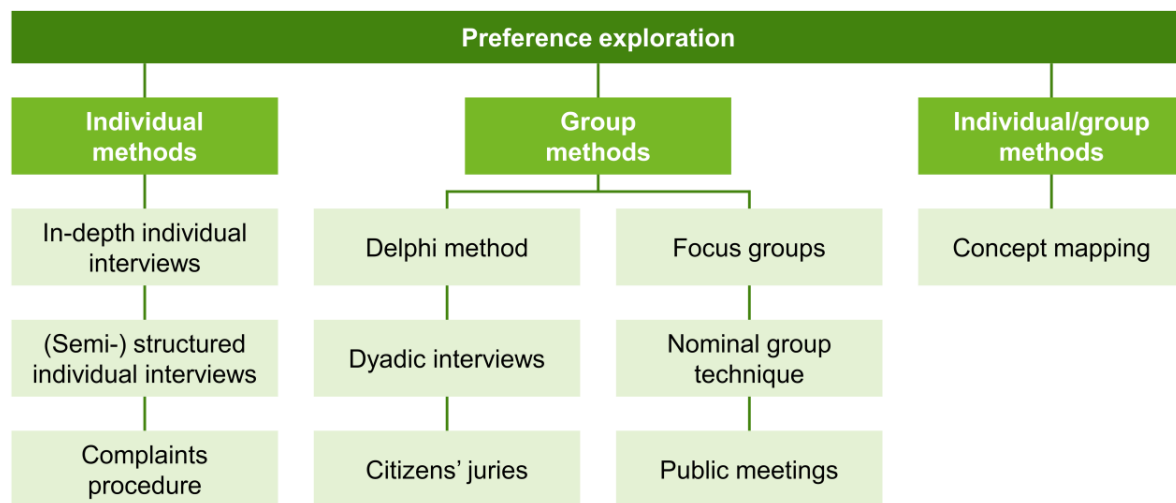 Preference exploration
Individual
methods
Group
methods
Individual/group
methods
In-depth individual
interviews
Delphi method
Focus groups
Concept mapping
(Semi-) structured
individual interviews
Dyadic interviews
Nominal group
technique
Complaints
procedure
Citizens’ juries
Public meetings